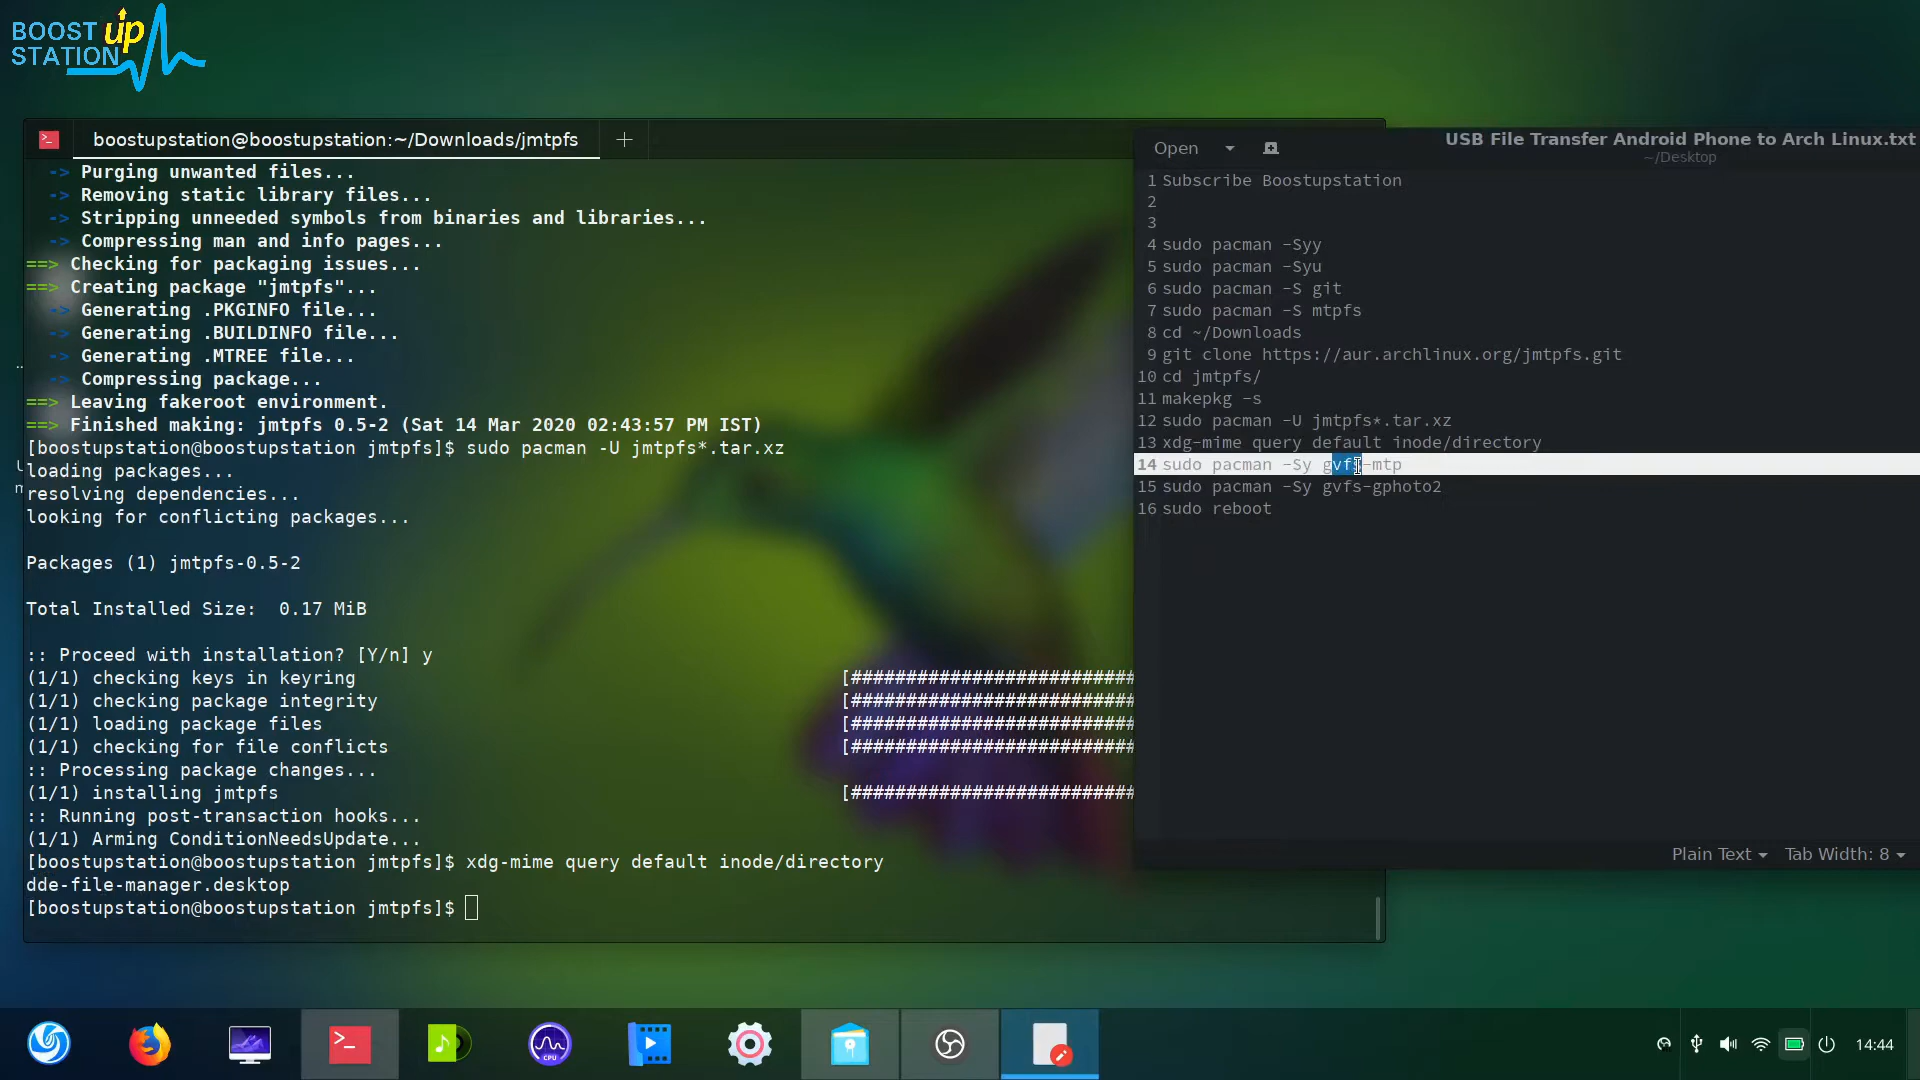 BOOST up
STATION
boostupstation@boostupstation:~/Downloads/jmtpfs
-> Purging unwanted files...
-> Removing static library files...
-> Stripping unneeded symbols from binaries and libraries...
-> Compressing man and info pages...
==> Checking for packaging issues...
==> Creating package "jmtpfs"...
-> Generating .PKGINFO file...
-> Generating .BUILDINFO file...
-> Generating .MTREE file...
-> Compressing package...
==> Leaving fakeroot environment.
==> Finished making: jmtpfs 0.5-2 (Sat 14 Mar 2020 02:43:57 PM IST)
[boostupstation@boostupstation jmtpfs]$ sudo pacman -U jmtpfs*.tar.xz
loading packages...
resolving dependencies...
looking for conflicting packages...
Packages (1) jmtpfs-0.5-2
Total Installed Size:  0.17 MiB
:: Proceed with installation? [Y/n] y
(1/1) checking keys in keyring [##########################
(1/1) checking package integrity [##########################
(1/1) loading package files [##########################
(1/1) checking for file conflicts [##########################
:: Processing package changes...
(1/1) installing jmtpfs [##########################
:: Running post-transaction hooks...
(1/1) Arming ConditionNeedsUpdate...
[boostupstation@boostupstation jmtpfs]$ xdg-mime query default inode/directory
dde-file-manager.desktop
[boostupstation@boostupstation jmtpfs]$
Open
USB File Transfer Android Phone to Arch Linux.txt
~/Desktop
1 Subscribe Boostupstation
2
3
4 sudo pacman -Syy
5 sudo pacman -Syu
6 sudo pacman -S git
7 sudo pacman -S mtpfs
8 cd ~/Downloads
9 git clone https://aur.archlinux.org/jmtpfs.git
10 cd jmtpfs/
11 makepkg -s
12 sudo pacman -U jmtpfs*.tar.xz
13 xdg-mime query default inode/directory
14 sudo pacman -Sy gvfs-mtp
15 sudo pacman -Sy gvfs-gphoto2
16 sudo reboot
Plain Text
Tab Width: 8
CPU
14:44